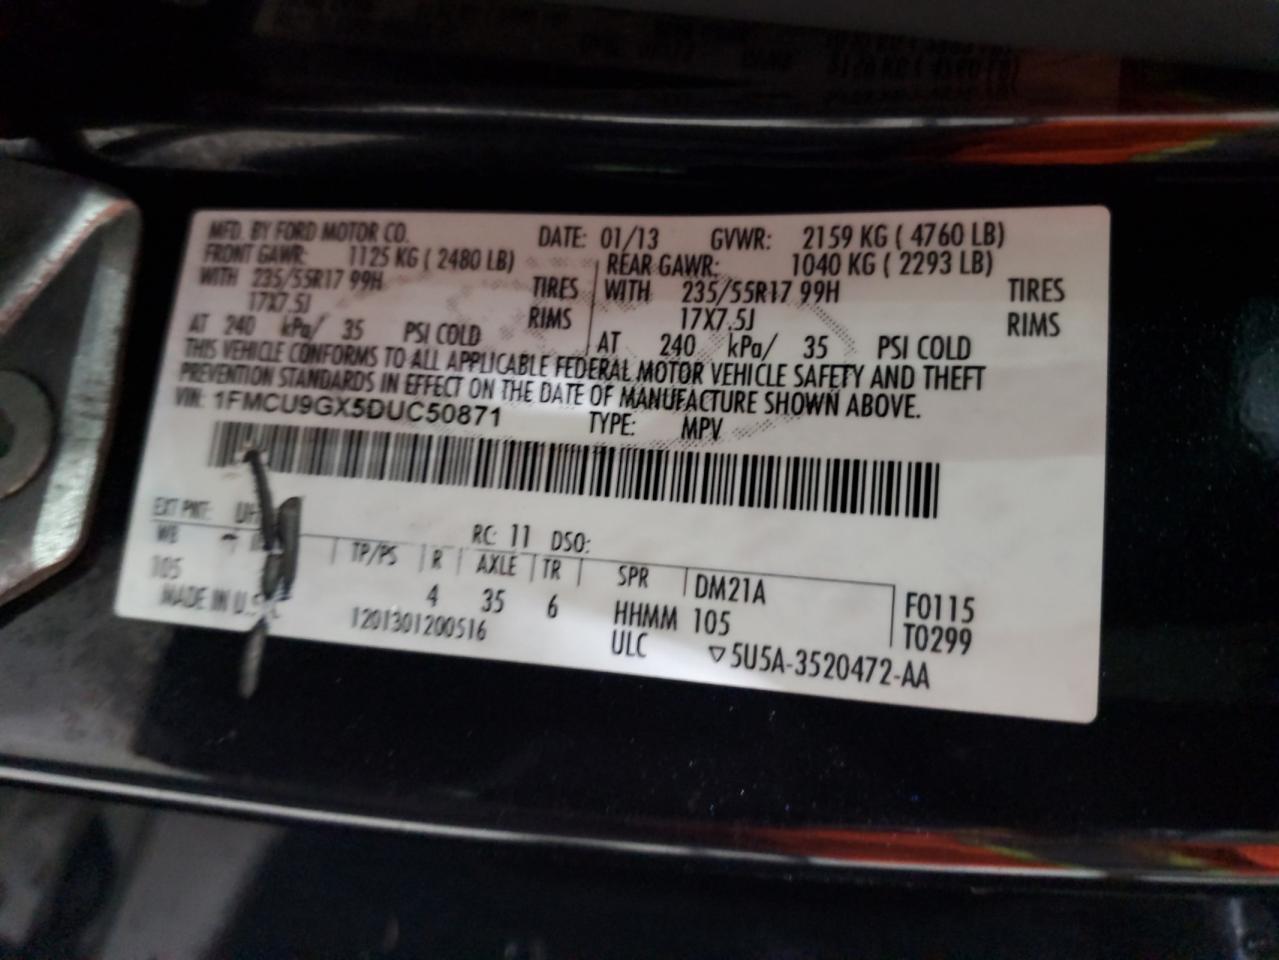 MFD. BY FORD MOTOR CO. DATE: 01/13 GVWR: 2159 KG ( 4760 LB)
FRONT GAWR: 1125 KG ( 2480 LB) REAR GAWR: 1040 KG ( 2293 LB)
WITH 235/55R17 99H TIRES WITH 235/55R17 99H TIRES
17X7.5J RIMS 17X7.5J RIMS
AT 240 kPa/ 35 PSI COLD AT 240 kPa/ 35 PSI COLD
THIS VEHICLE CONFORMS TO ALL APPLICABLE FEDERAL MOTOR VEHICLE SAFETY AND THEFT
PREVENTION STANDARDS IN EFFECT ON THE DATE OF MANUFACTURE SHOWN ABOVE.
VIN: 1FMCU9GX5DUC50871 TYPE: MPV
EXT PNT: RC: 11 DSO:
WB TP/PS R AXLE TR SPR DM21A F0115
105 4 35 6 HHMM 105 T0299
MADE IN 1201301200516 ULC ▽5U5A-3520472-AA